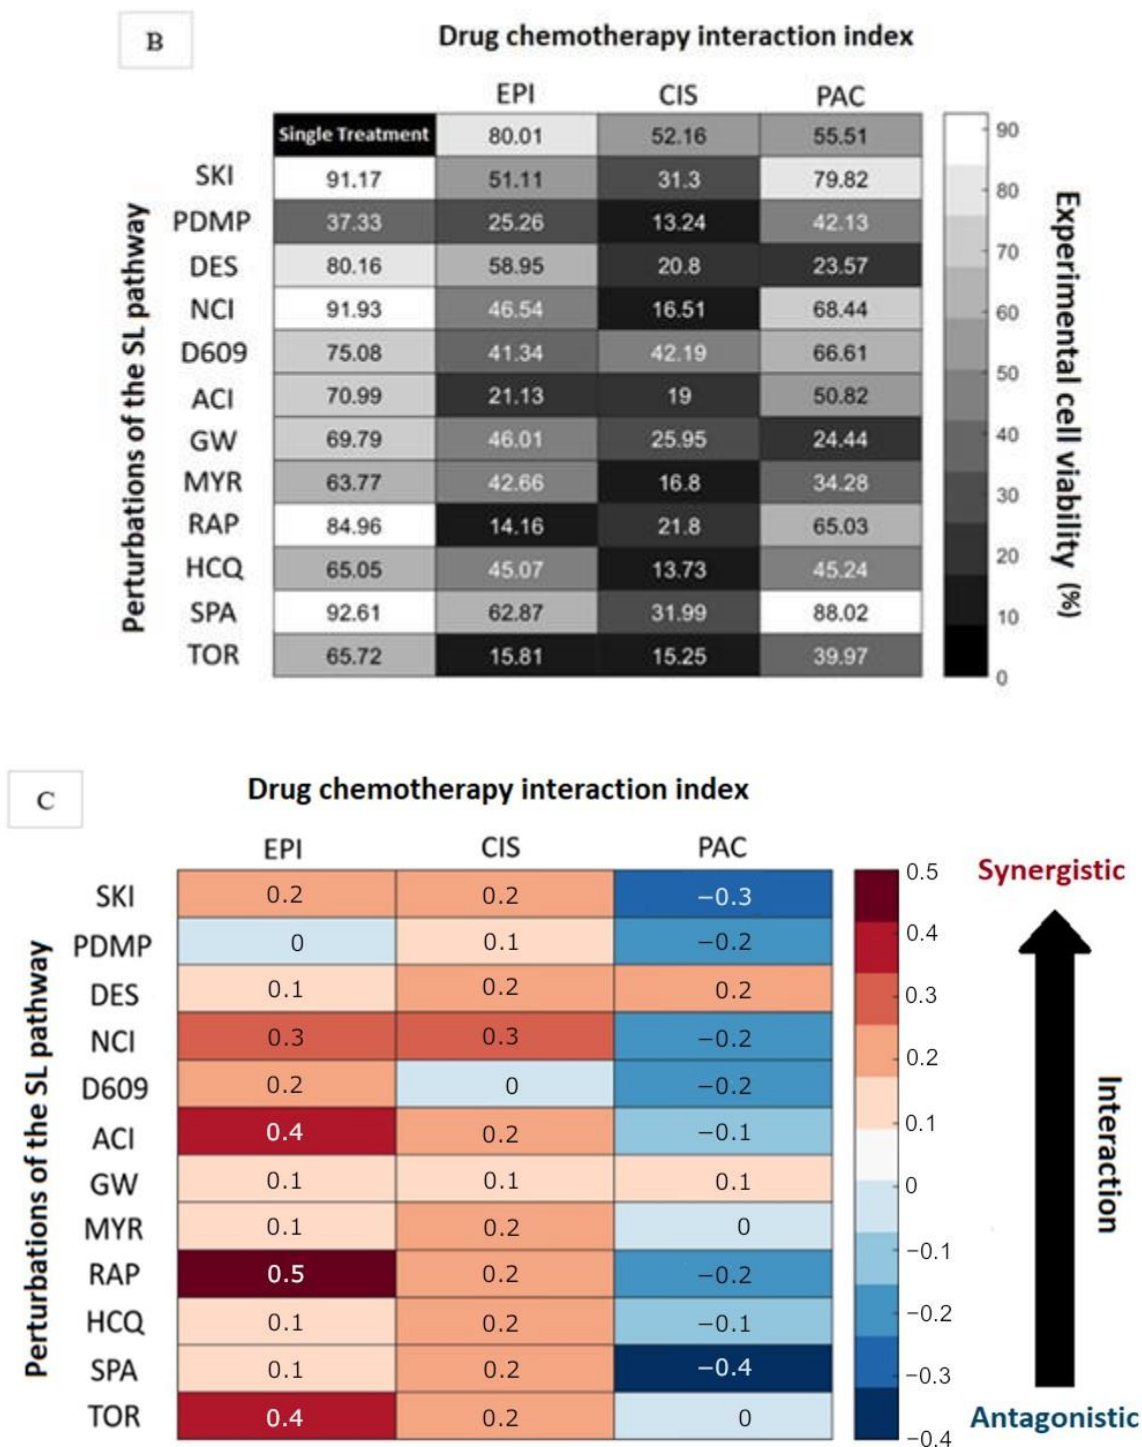 B
Drug chemotherapy interaction index
EPI CIS PAC
Single Treatment 80.01 52.16 55.51
SKI 91.17 51.11 31.3 79.82
PDMP 37.33 25.26 13.24 42.13
DES 80.16 58.95 20.8 23.57
NCI 91.93 46.54 16.51 68.44
D609 75.08 41.34 42.19 66.61
ACI 70.99 21.13 19 50.82
GW 69.79 46.01 25.95 24.44
MYR 63.77 42.66 16.8 34.28
RAP 84.96 14.16 21.8 65.03
HCQ 65.05 45.07 13.73 45.24
SPA 92.61 62.87 31.99 88.02
TOR 65.72 15.81 15.25 39.97
Perturbations of the SL pathway
90
80
70
60
50
40
30
20
10
0
Experimental cell viability (%)
C
Drug chemotherapy interaction index
EPI CIS PAC
SKI 0.2 0.2 −0.3
PDMP 0 0.1 −0.2
DES 0.1 0.2 0.2
NCI 0.3 0.3 −0.2
D609 0.2 0 −0.2
ACI 0.4 0.2 −0.1
GW 0.1 0.1 0.1
MYR 0.1 0.2 0
RAP 0.5 0.2 −0.2
HCQ 0.1 0.2 −0.1
SPA 0.1 0.2 −0.4
TOR 0.4 0.2 0
Perturbations of the SL pathway
0.5
0.4
0.3
0.2
0.1
0
−0.1
−0.2
−0.3
−0.4
Synergistic
Interaction
Antagonistic